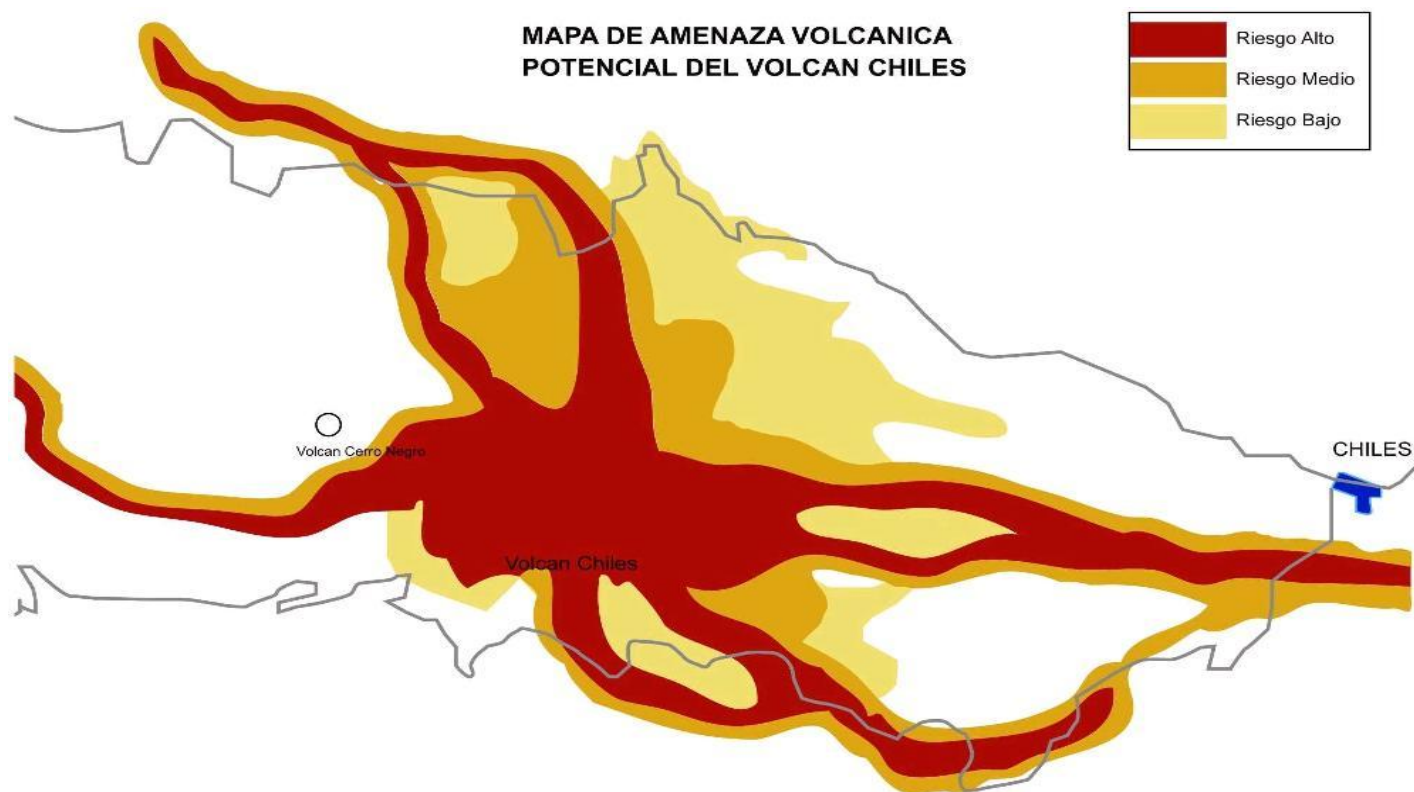 MAPA DE AMENAZA VOLCANICA
POTENCIAL DEL VOLCAN CHILES
Riesgo Alto
Riesgo Medio
Riesgo Bajo
Volcan Cerro Negro
CHILES
Volcan Chiles